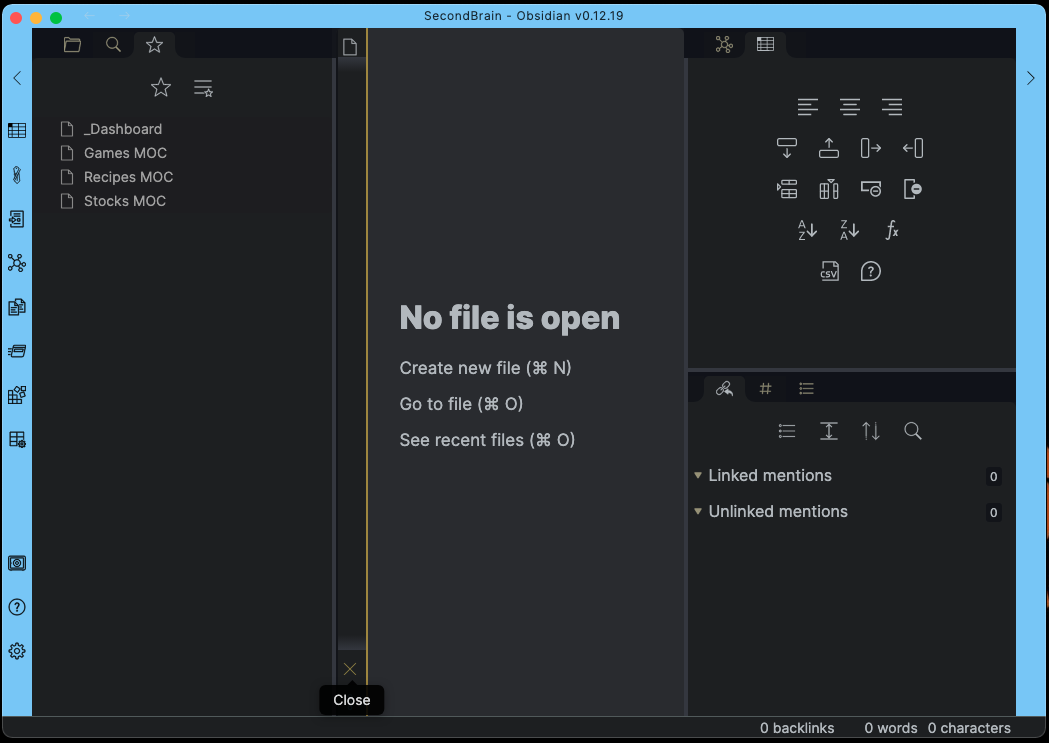 SecondBrain - Obsidian v0.12.19
_Dashboard
Games MOC
Recipes MOC
Stocks MOC
No file is open
Create new file (⌘ N)
Go to file (⌘ O)
See recent files (⌘ O)
Close
A
Z
Z
A
fx
CSV
?
#
Linked mentions 0
Unlinked mentions 0
?
0 backlinks 0 words 0 characters